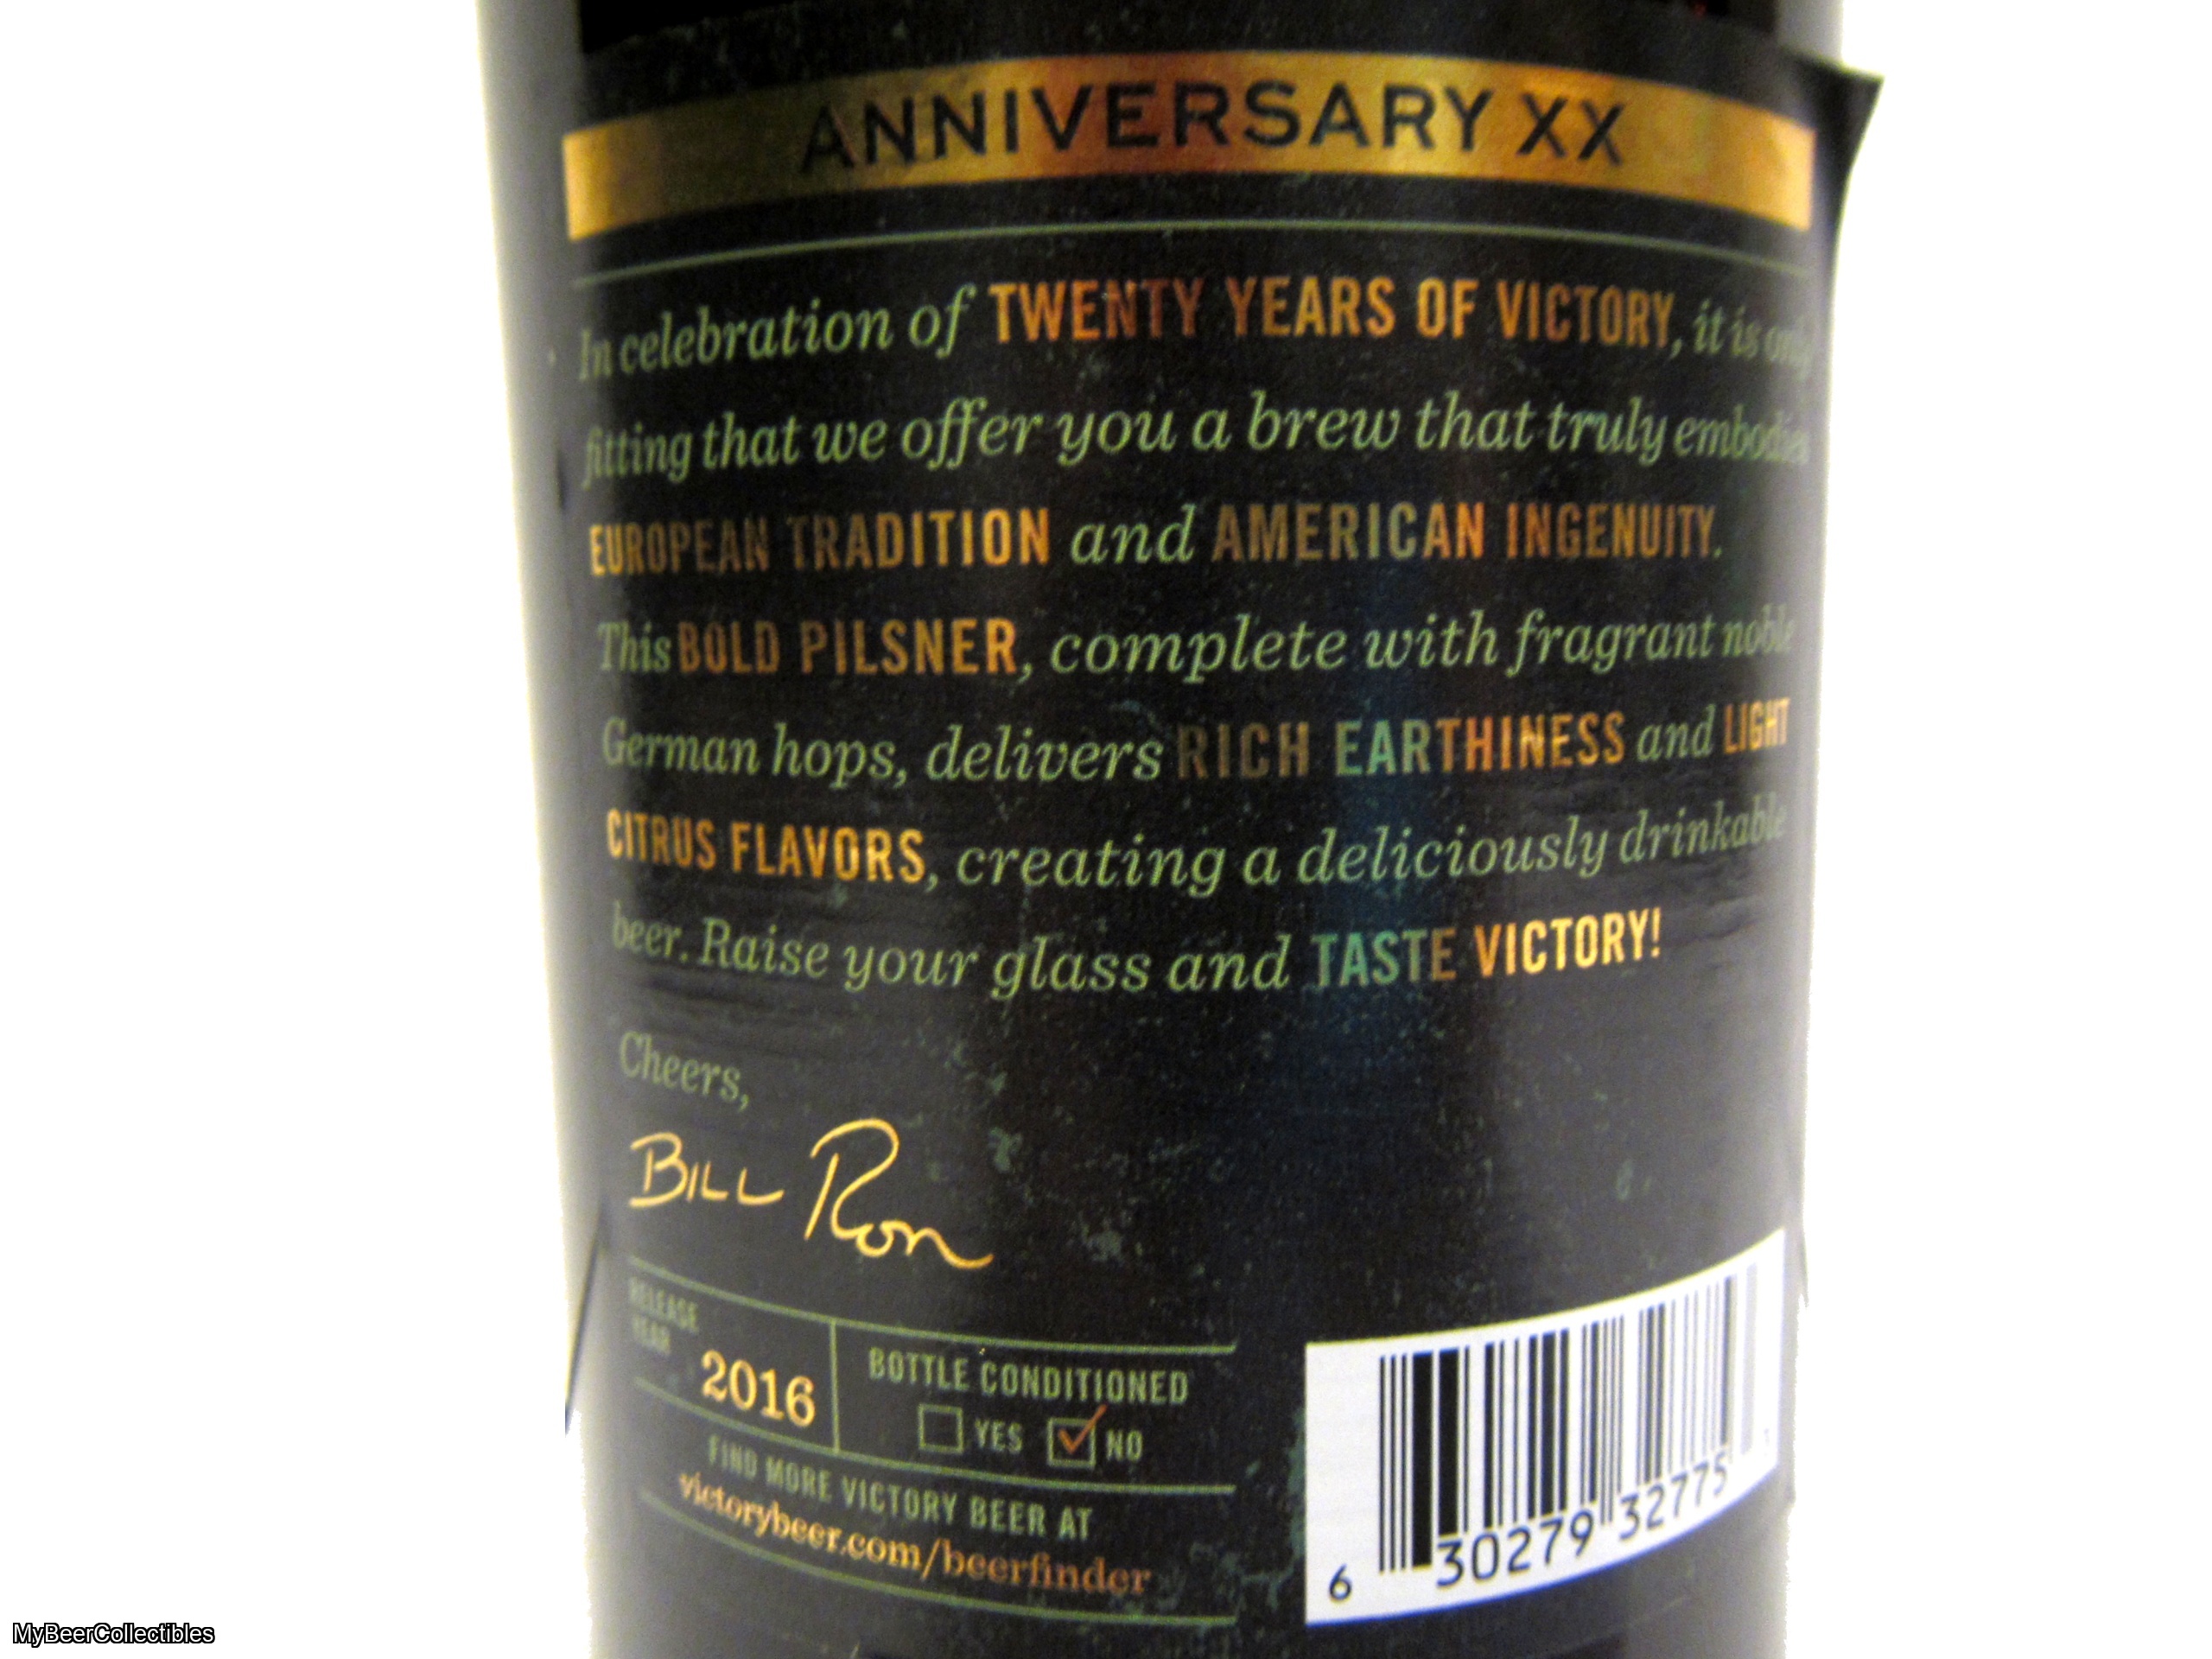 ANNIVERSARY XX
In celebration of TWENTY YEARS OF VICTORY, it is only
fitting that we offer you a brew that truly embodies
EUROPEAN TRADITION and AMERICAN INGENUITY.
This BOLD PILSNER, complete with fragrant noble
German hops, delivers RICH EARTHINESS and LIGHT
CITRUS FLAVORS, creating a deliciously drinkable
beer. Raise your glass and TASTE VICTORY!
Cheers,
BILL Ron
RELEASE
YEAR
2016
BOTTLE CONDITIONED
YES NO
FIND MORE VICTORY BEER AT
victorybeer.com/beerfinder
6 30279 32775
MyBeerCollectibles